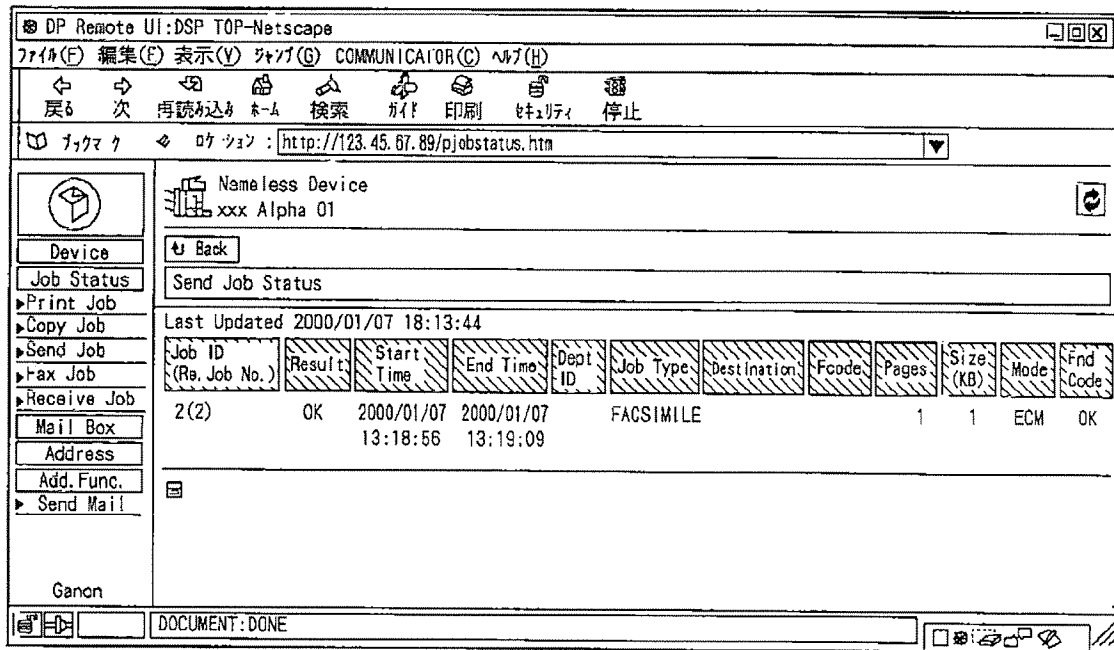 DP Remote UI:DSP TOP-Netscape
ファイル(F) 編集(E) 表示(V) ジャンプ(G) COMMUNICATOR(C) ヘルプ(H)
戻る 次 再読み込み ホーム 検索 ガイド 印刷 セキュリティ 停止
ブックマーク ロケーション : http://123.45.67.89/pjobstatus.htm
Nameless Device
xxx Alpha 01
Back
Send Job Status
Last Updated 2000/01/07 18:13:44
Job ID (Re. Job No.) Result Start Time End Time Dept ID Job Type Destination Fcode Pages Size (KB) Mode End Code
2(2) OK 2000/01/07 2000/01/07 FACSIMILE 1 1 ECM OK
13:18:56 13:19:09
Device
Job Status
Print Job
Copy Job
Send Job
Fax Job
Receive Job
Mail Box
Address
Add.Func.
Send Mail
Ganon
DOCUMENT:DONE